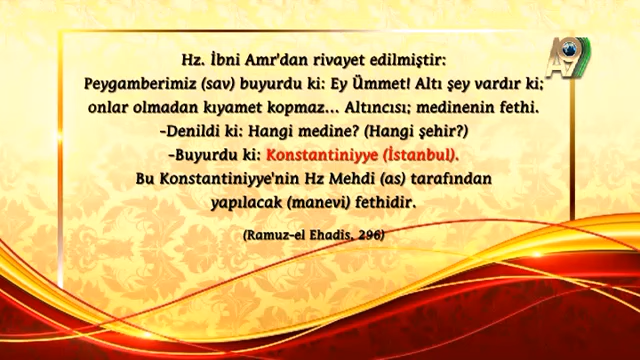 Hz. İbni Amr'dan rivayet edilmiştir:
Peygamberimiz (sav) buyurdu ki: Ey Ümmet! Altı şey vardır ki;
onlar olmadan kıyamet kopmaz... Altıncısı; medinenin fethi.
-Denildi ki: Hangi medine? (Hangi şehir?)
-Buyurdu ki: Konstantiniyye (İstanbul).
Bu Konstantiniyye'nin Hz Mehdi (as) tarafından
yapılacak (manevi) fethidir.
(Ramuz-el Ehadis, 296)
A9